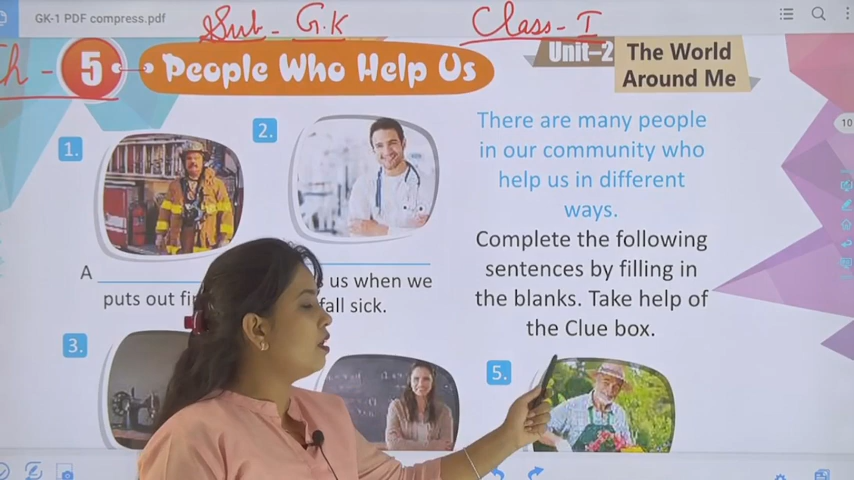 GK-1 PDF compress.pdf
Sub - G.K Class - I
Ch - 5 People Who Help Us
Unit-2 The World
Around Me
10
1.
2.
There are many people
in our community who
help us in different
ways.
Complete the following
sentences by filling in
the blanks. Take help of
the Clue box.
A
puts out
us when we
fall sick.
3.
5.